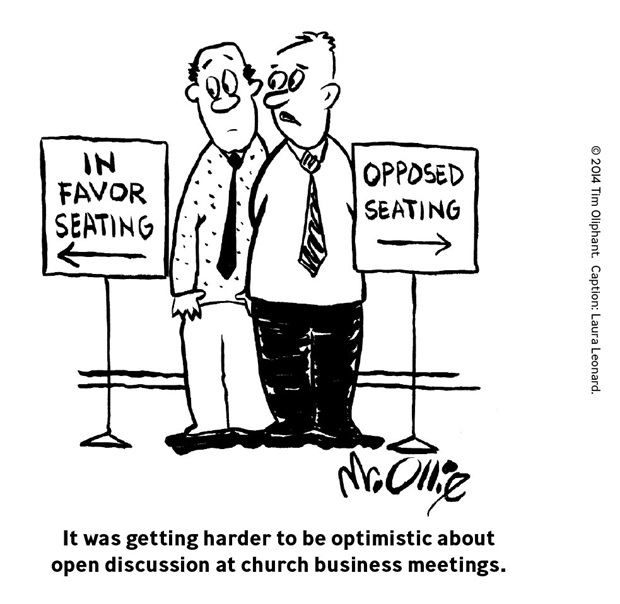 IN
FAVOR
SEATING
OPPOSED
SEATING
Mr. Ollie
It was getting harder to be optimistic about
open discussion at church business meetings.
© 2014 Tim Oliphant. Caption: Laura Leonard.